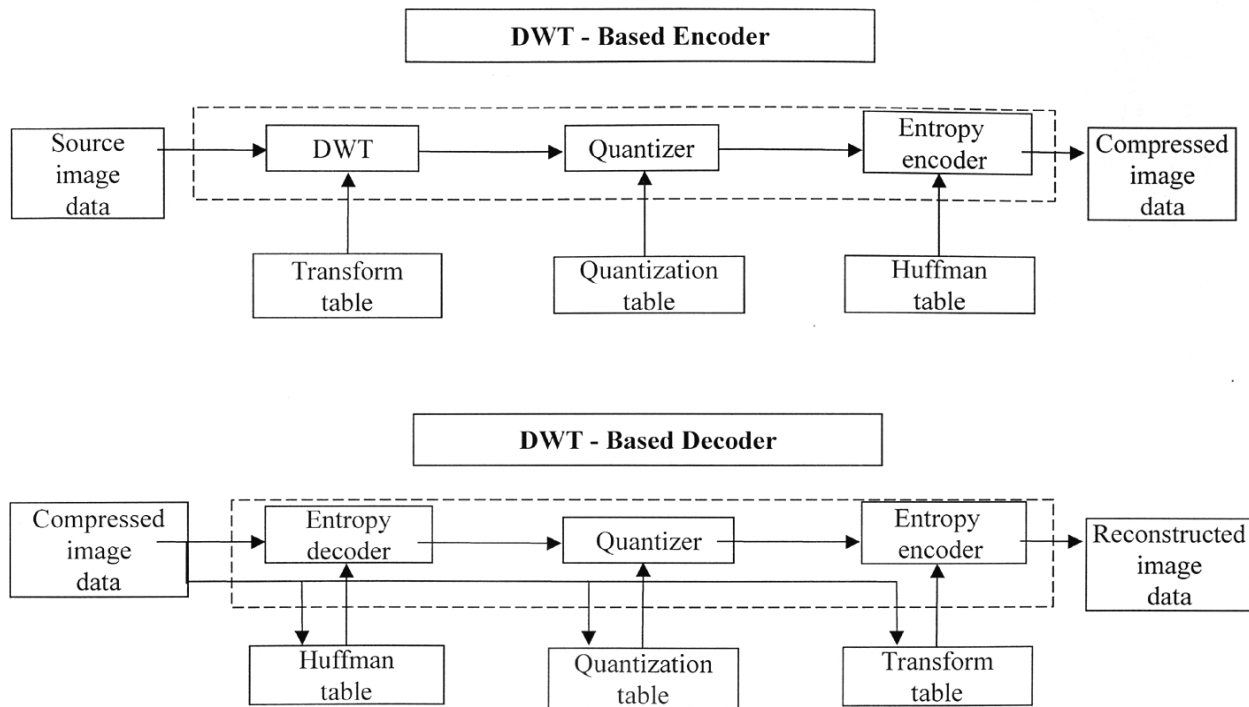 DWT - Based Encoder
Source
image
data
DWT
Quantizer
Entropy
encoder
Compressed
image
data
Transform
table
Quantization
table
Huffman
table
DWT - Based Decoder
Compressed
image
data
Entropy
decoder
Quantizer
Entropy
encoder
Reconstructed
image
data
Huffman
table
Quantization
table
Transform
table